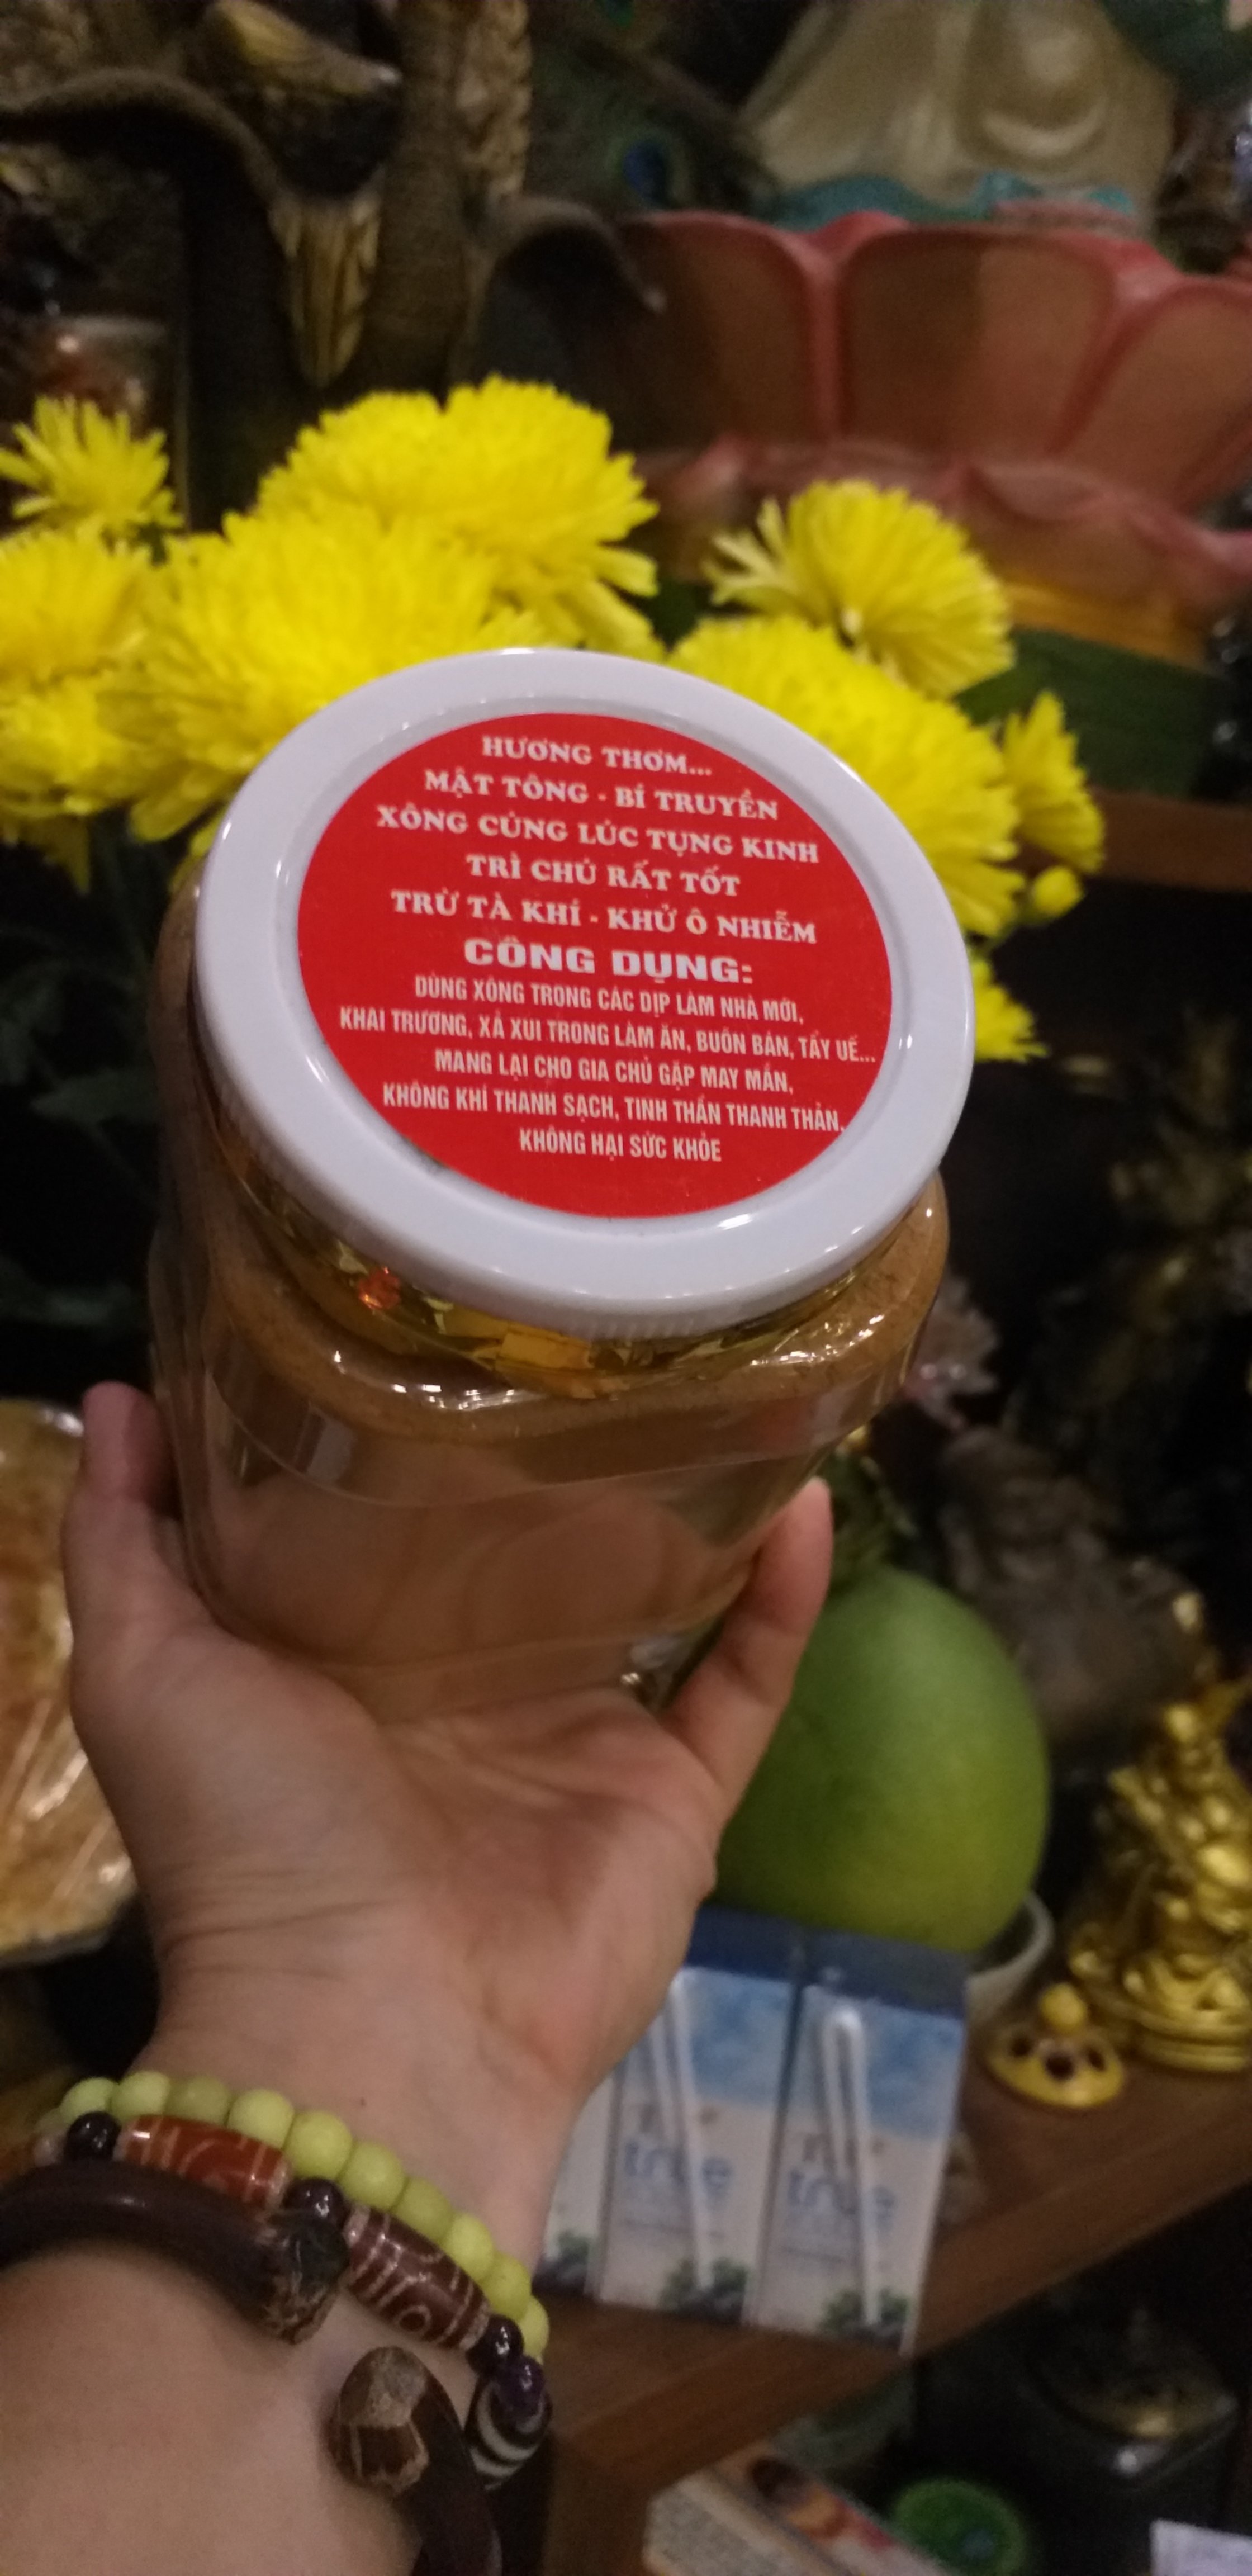 HƯƠNG THƠM...
MẬT TÔNG - BÍ TRUYỀN
XÔNG CÚNG LÚC TỤNG KINH
TRÌ CHÚ RẤT TỐT
TRỪ TÀ KHÍ - KHỬ Ô NHIỄM
CÔNG DỤNG:
DÙNG XÔNG TRONG CÁC DỊP LÀM NHÀ MỚI,
KHAI TRƯƠNG, XẢ XUI TRONG LÀM ĂN, BUÔN BÁN, TẨY UẾ...
MANG LẠI CHO GIA CHỦ GẶP MAY MẮN,
KHÔNG KHÍ THANH SẠCH, TINH THẦN THANH THẢN.
KHÔNG HẠI SỨC KHỎE
true
true